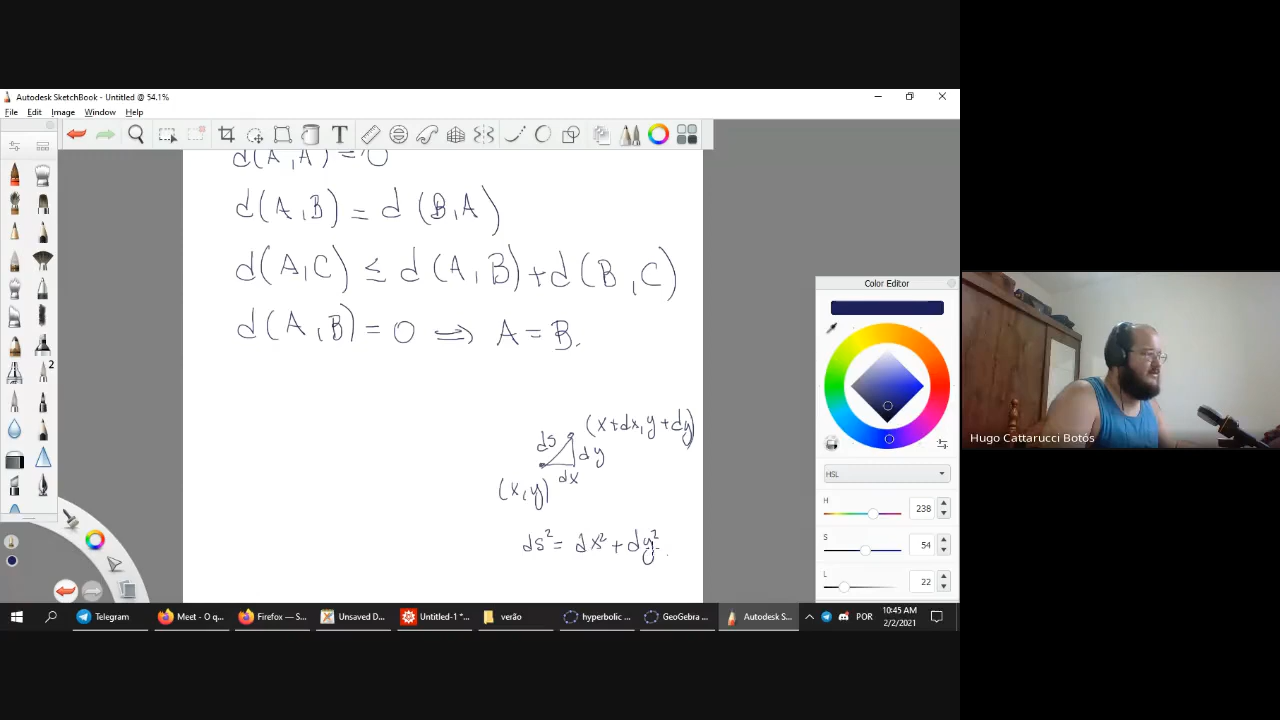 Autodesk SketchBook - Untitled @ 54.1%
File Edit Image Window Help
d(A,A) = 0
d(A,B) = d(B,A)
d(A,C) ≤ d(A,B)+d(B,C)
d(A,B) = 0 ⟹ A = B.
(x+dx, y+dy)
ds
dy
dx
(x,y)
ds² = dx² + dy².
2
Color Editor
HSL
H 238
S 54
L 22
Hugo Cattarucci Botós
Telegram
Meet - O q...
Firefox — S...
Unsaved D...
Untitled-1 *...
verão
hyperbolic ...
GeoGebra ...
Autodesk S...
POR
10:45 AM
2/2/2021